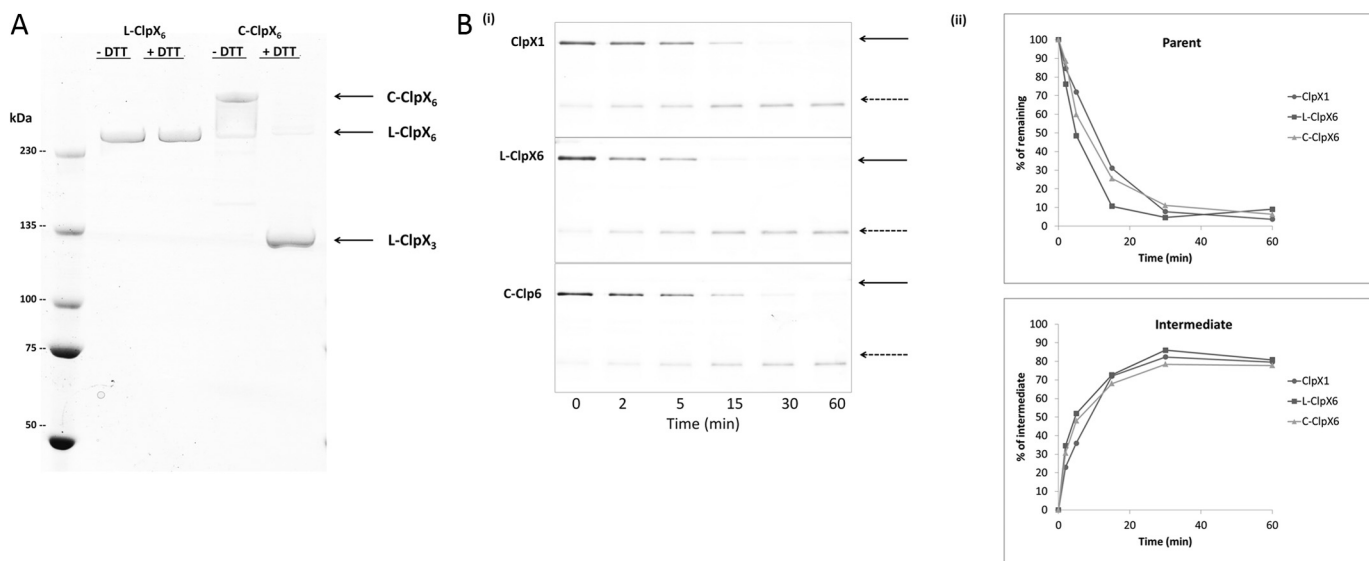 A
L-ClpX6
C-ClpX6
- DTT
+ DTT
- DTT
+ DTT
kDa
230 --
135 --
100 --
75 --
50 --
C-ClpX6
L-ClpX6
L-ClpX3
B
(i)
ClpX1
L-ClpX6
C-Clp6
0 2 5 15 30 60
Time (min)
(ii)
Parent
% of remaining
100
90
80
70
60
50
40
30
20
10
0
0 20 40 60
Time (min)
ClpX1
L-ClpX6
C-ClpX6
Intermediate
% of intermediate
100
90
80
70
60
50
40
30
20
10
0
0 20 40 60
Time (min)
ClpX1
L-ClpX6
C-ClpX6